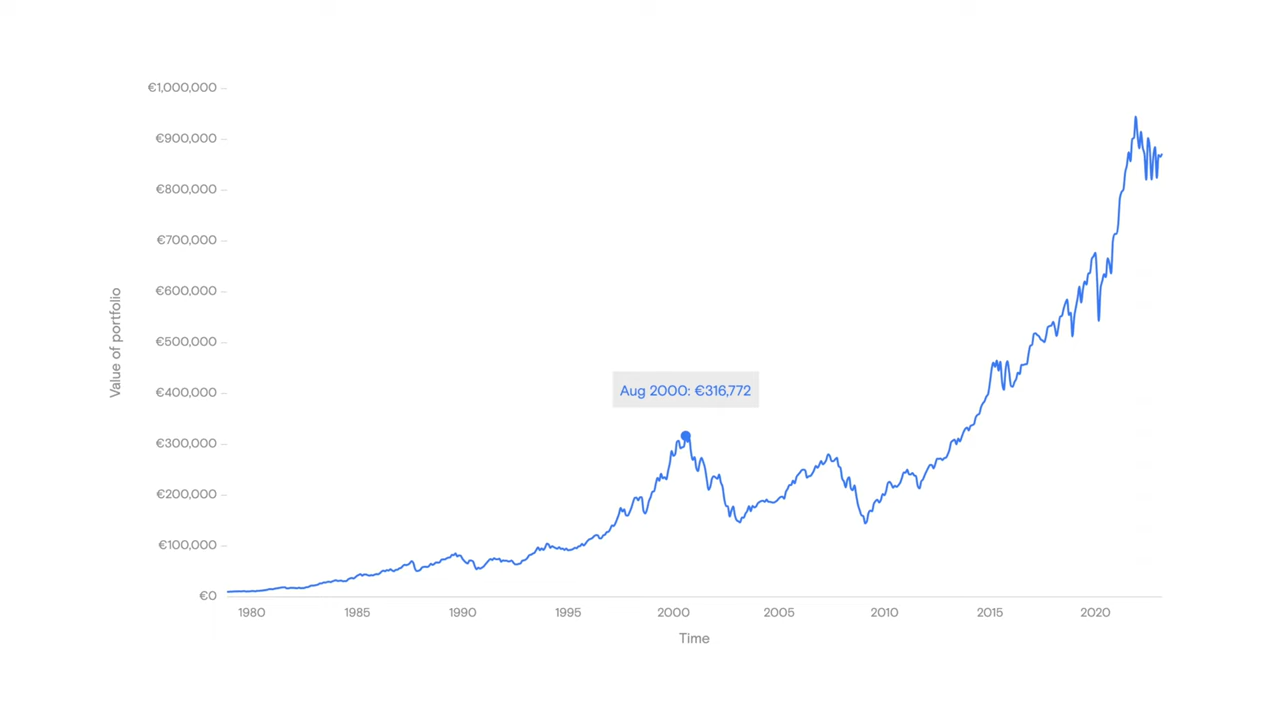 €1,000,000
€900,000
€800,000
€700,000
€600,000
€500,000
€400,000
€300,000
€200,000
€100,000
€0
Value of portfolio
Aug 2000: €316,772
1980 1985 1990 1995 2000 2005 2010 2015 2020
Time